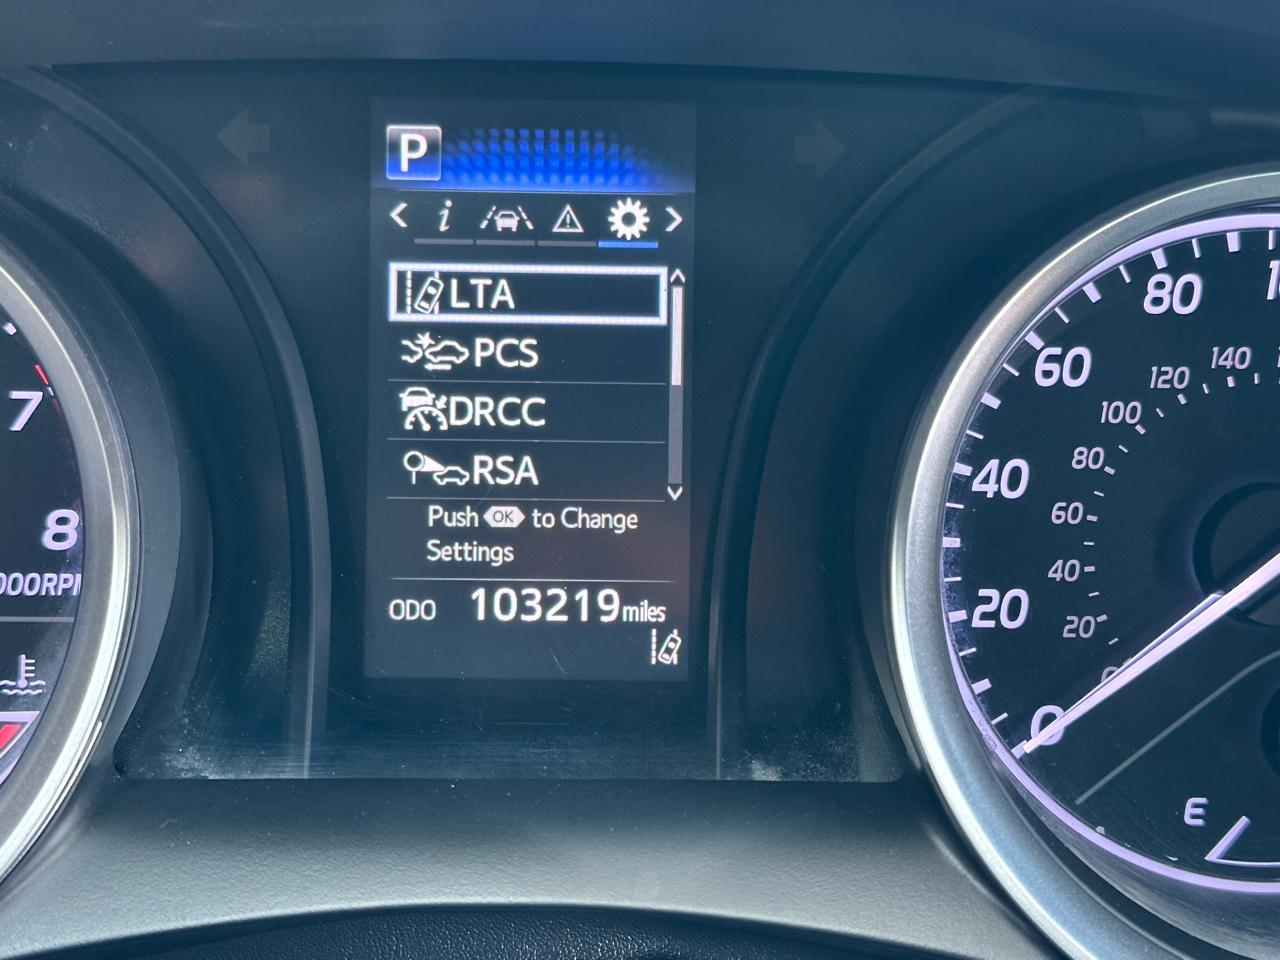 P
i
LTA
PCS
DRCC
RSA
Push OK to Change
Settings
ODO 103219 miles
7
8
000RPM
80
60
40
20
0
140
120
100
80
60
40
20
E